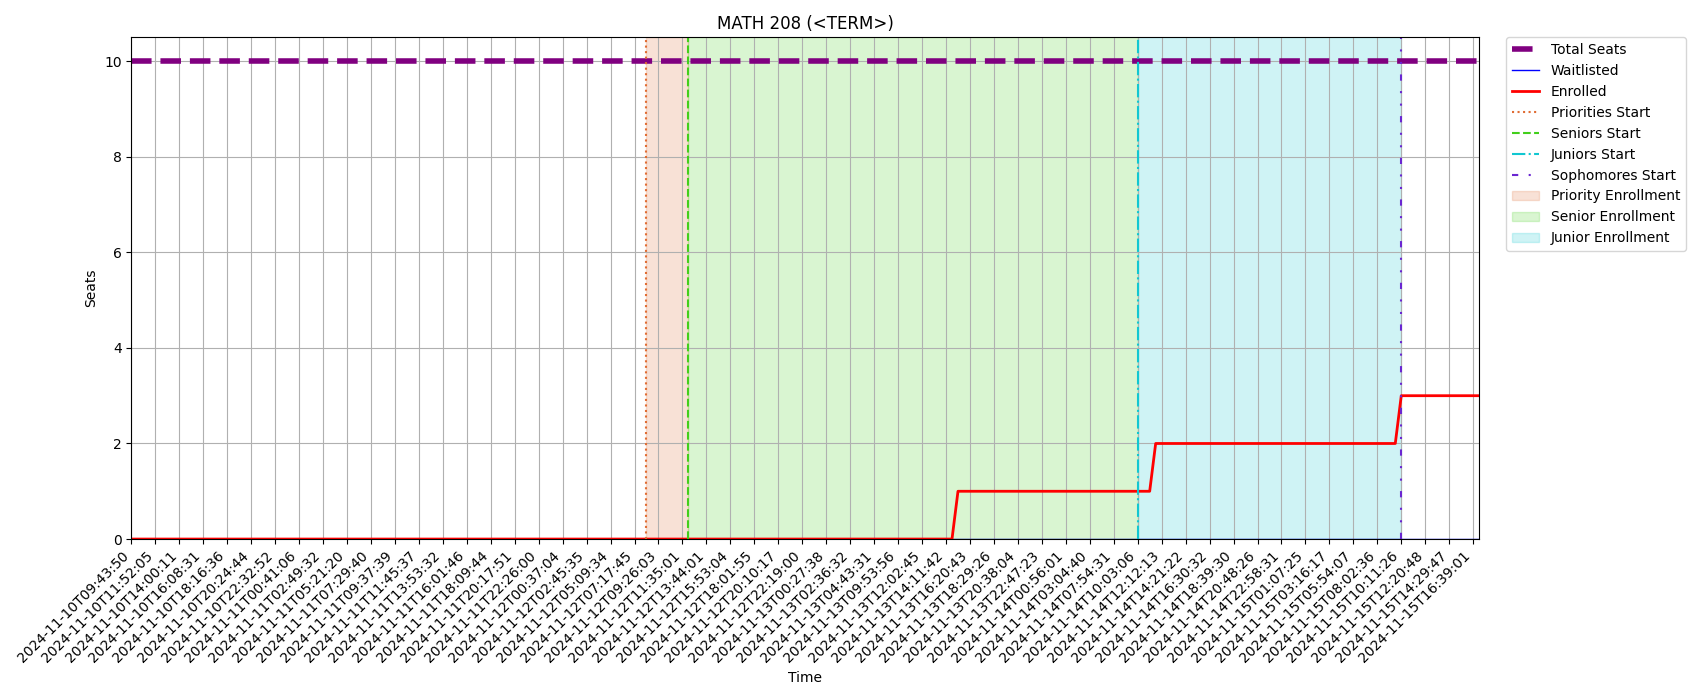 MATH 208 (<TERM>)
10
8
6
4
2
0
Seats
2024-11-10T09:43:50
2024-11-10T11:52:05
2024-11-10T14:00:11
2024-11-10T16:08:31
2024-11-10T18:16:36
2024-11-10T20:24:44
2024-11-10T22:32:52
2024-11-11T00:41:06
2024-11-11T02:49:32
2024-11-11T05:21:20
2024-11-11T07:29:40
2024-11-11T09:37:39
2024-11-11T11:45:37
2024-11-11T13:53:32
2024-11-11T16:01:46
2024-11-11T18:09:44
2024-11-11T20:17:51
2024-11-11T22:26:00
2024-11-12T00:37:04
2024-11-12T02:45:35
2024-11-12T05:09:34
2024-11-12T07:17:45
2024-11-12T09:26:03
2024-11-12T11:35:01
2024-11-12T13:44:01
2024-11-12T15:53:04
2024-11-12T18:01:55
2024-11-12T20:10:17
2024-11-12T22:19:00
2024-11-13T00:27:38
2024-11-13T02:36:32
2024-11-13T04:43:31
2024-11-13T09:53:56
2024-11-13T12:02:45
2024-11-13T14:11:42
2024-11-13T16:20:43
2024-11-13T18:29:26
2024-11-13T20:38:04
2024-11-13T22:47:23
2024-11-14T00:56:01
2024-11-14T03:04:40
2024-11-14T07:54:31
2024-11-14T10:03:06
2024-11-14T12:12:13
2024-11-14T14:21:22
2024-11-14T16:30:32
2024-11-14T18:39:30
2024-11-14T20:48:26
2024-11-14T22:58:31
2024-11-15T01:07:25
2024-11-15T03:16:17
2024-11-15T05:54:07
2024-11-15T08:02:36
2024-11-15T10:11:26
2024-11-15T12:20:48
2024-11-15T14:29:47
2024-11-15T16:39:01
Time
Total Seats
Waitlisted
Enrolled
Priorities Start
Seniors Start
Juniors Start
Sophomores Start
Priority Enrollment
Senior Enrollment
Junior Enrollment